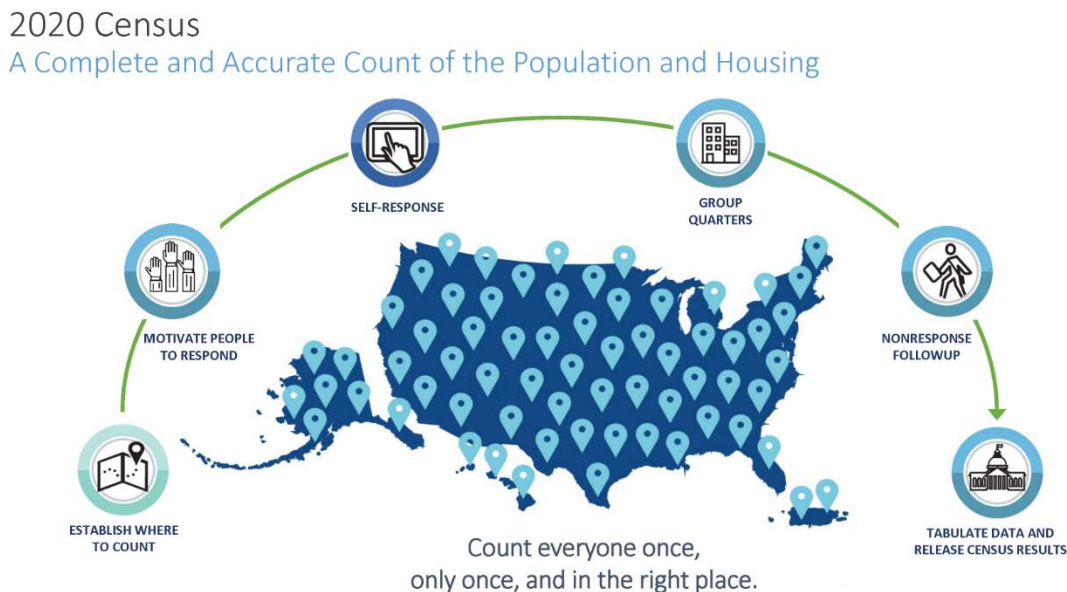 2020 Census
A Complete and Accurate Count of the Population and Housing
ESTABLISH WHERE
TO COUNT
MOTIVATE PEOPLE
TO RESPOND
SELF-RESPONSE
GROUP
QUARTERS
NONRESPONSE
FOLLOWUP
TABULATE DATA AND
RELEASE CENSUS RESULTS
Count everyone once,
only once, and in the right place.